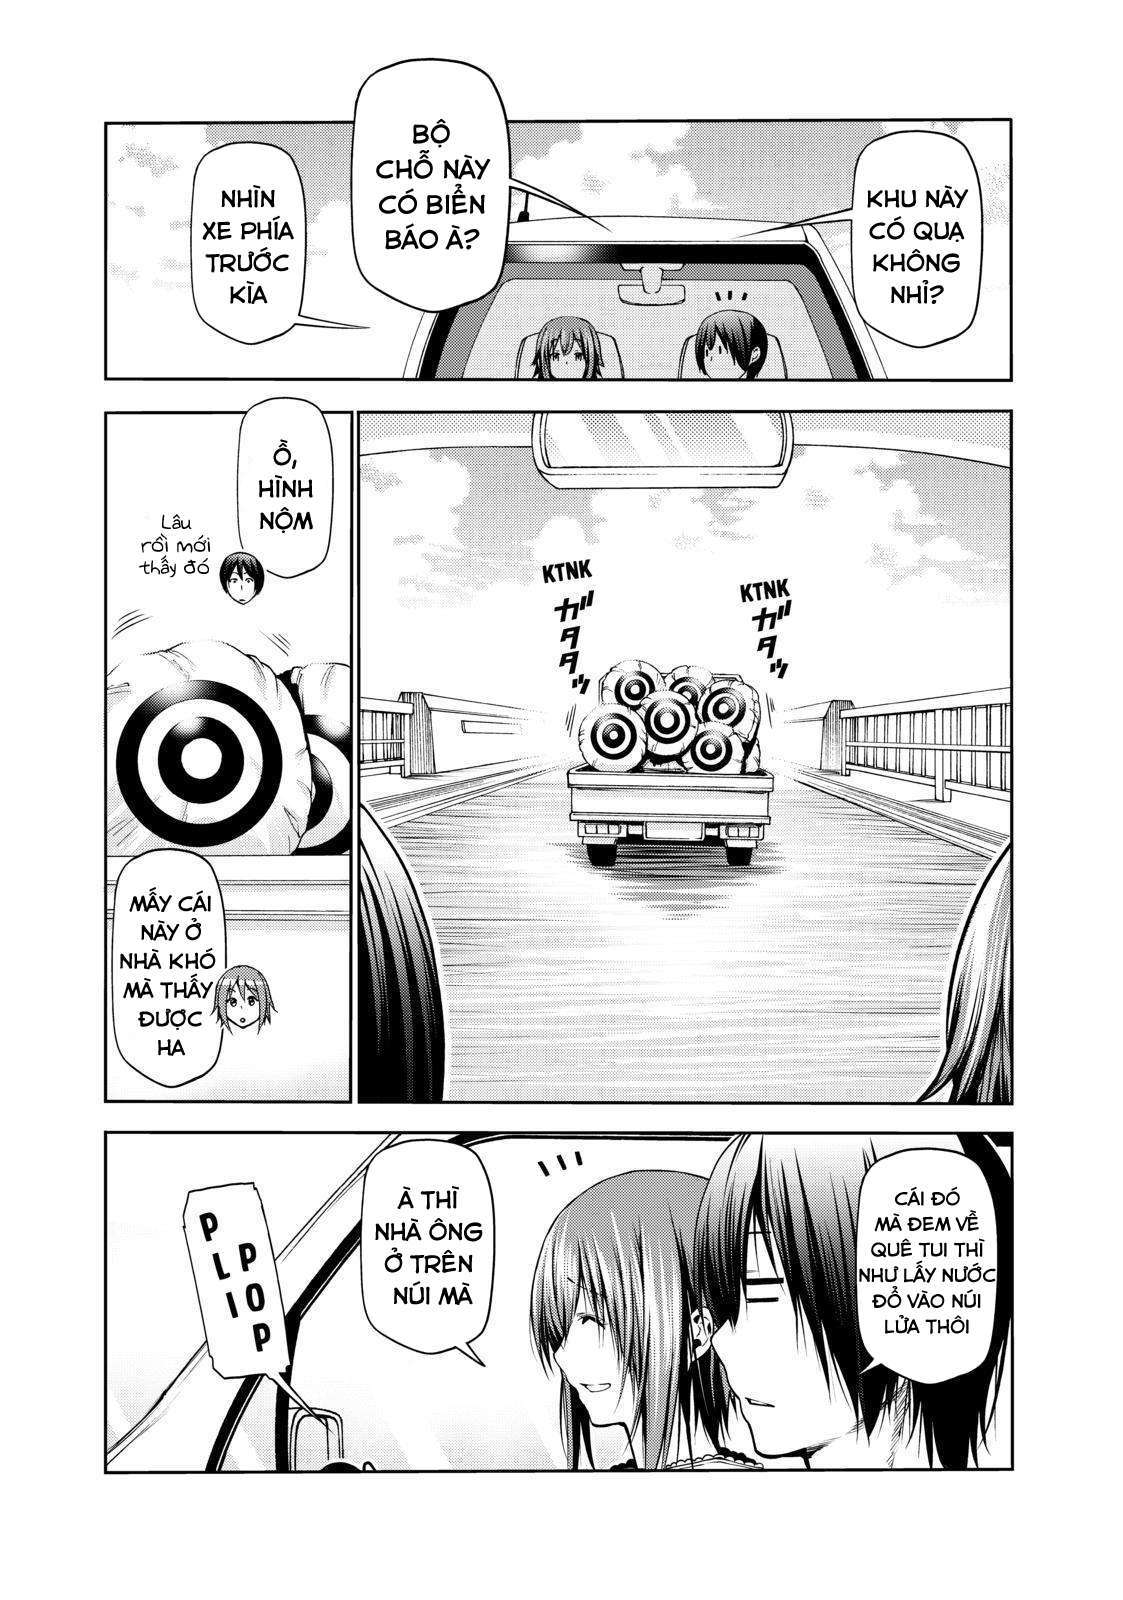 KHU NÀY
CÓ QUẠ
KHÔNG
NHỈ?
BỘ
CHỖ NÀY
CÓ BIỂN
BÁO À?
NHÌN
XE PHÍA
TRƯỚC
KÌA
KTNK
ガタッ
KTNK
ガタタッ
Ồ,
HÌNH
NỘM
Lâu
rồi mới
thấy đó
MẤY CÁI
NÀY Ở
NHÀ KHÓ
MÀ THẤY
ĐƯỢC
HA
CÁI ĐÓ
MÀ ĐEM VỀ
QUÊ TUI THÌ
NHƯ LẤY NƯỚC
ĐỔ VÀO NÚI
LỬA THÔI
À THÌ
NHÀ ÔNG
Ở TRÊN
NÚI MÀ
PLI
POP